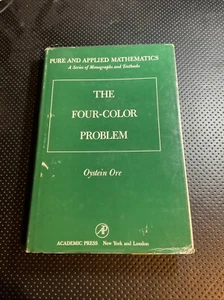 PURE AND APPLIED MATHEMATICS
A Series of Monographs and Textbooks
THE
FOUR-COLOR
PROBLEM
Oystein Ore
AP
ACADEMIC PRESS New York and London